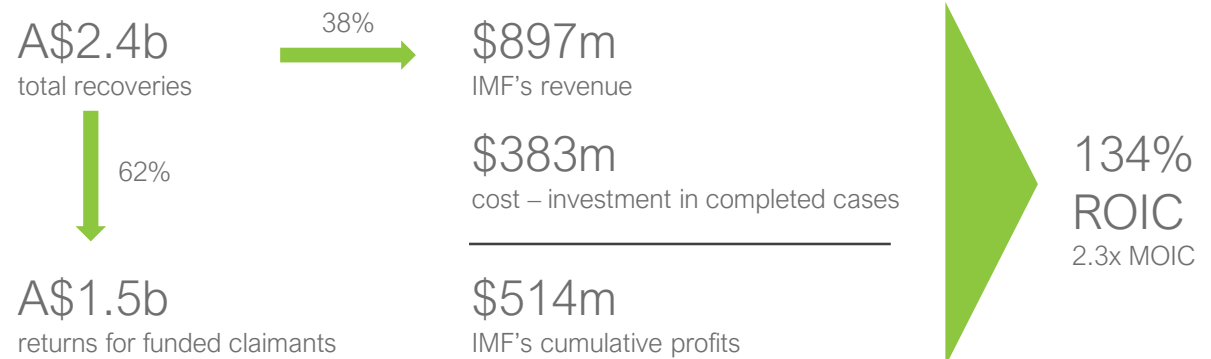 A$2.4b
total recoveries
38%
$897m
IMF's revenue
62%
$383m
cost – investment in completed cases
A$1.5b
returns for funded claimants
$514m
IMF's cumulative profits
134%
ROIC
2.3x MOIC